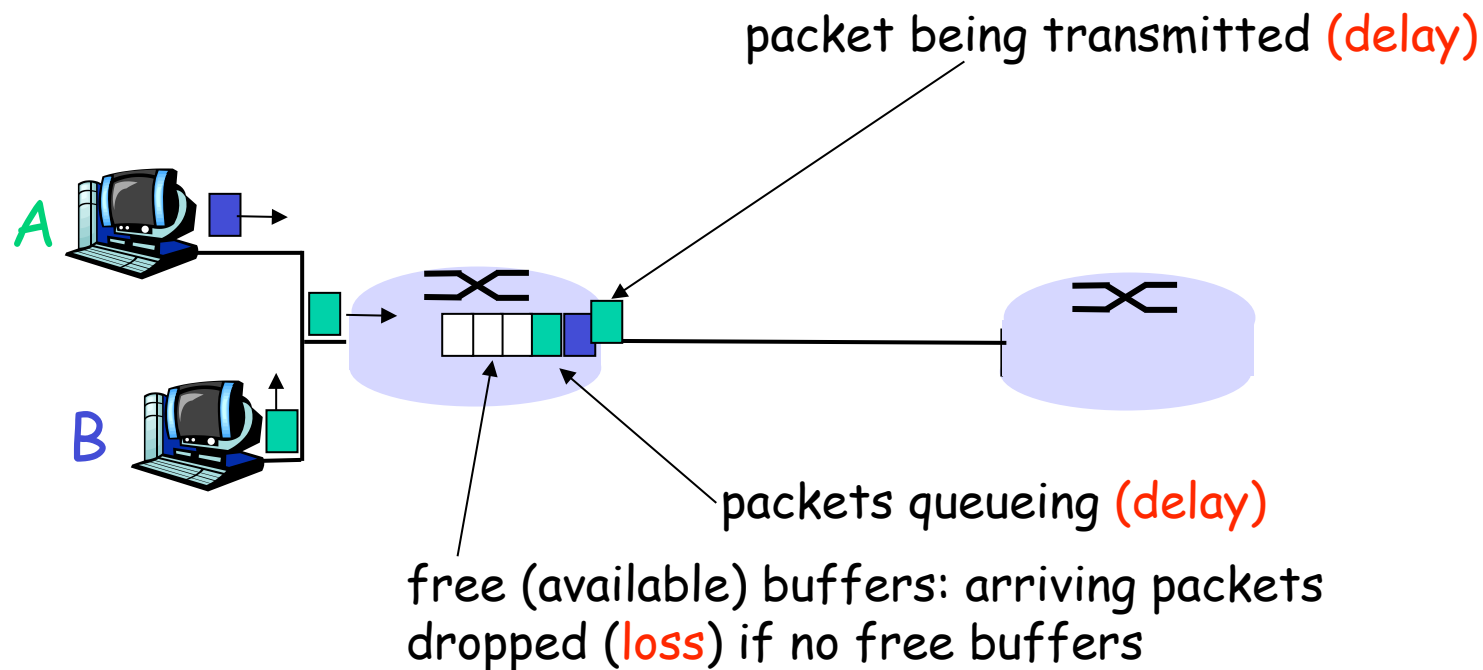 packet being transmitted (delay)
A
B
packets queueing (delay)
free (available) buffers: arriving packets
dropped (loss) if no free buffers